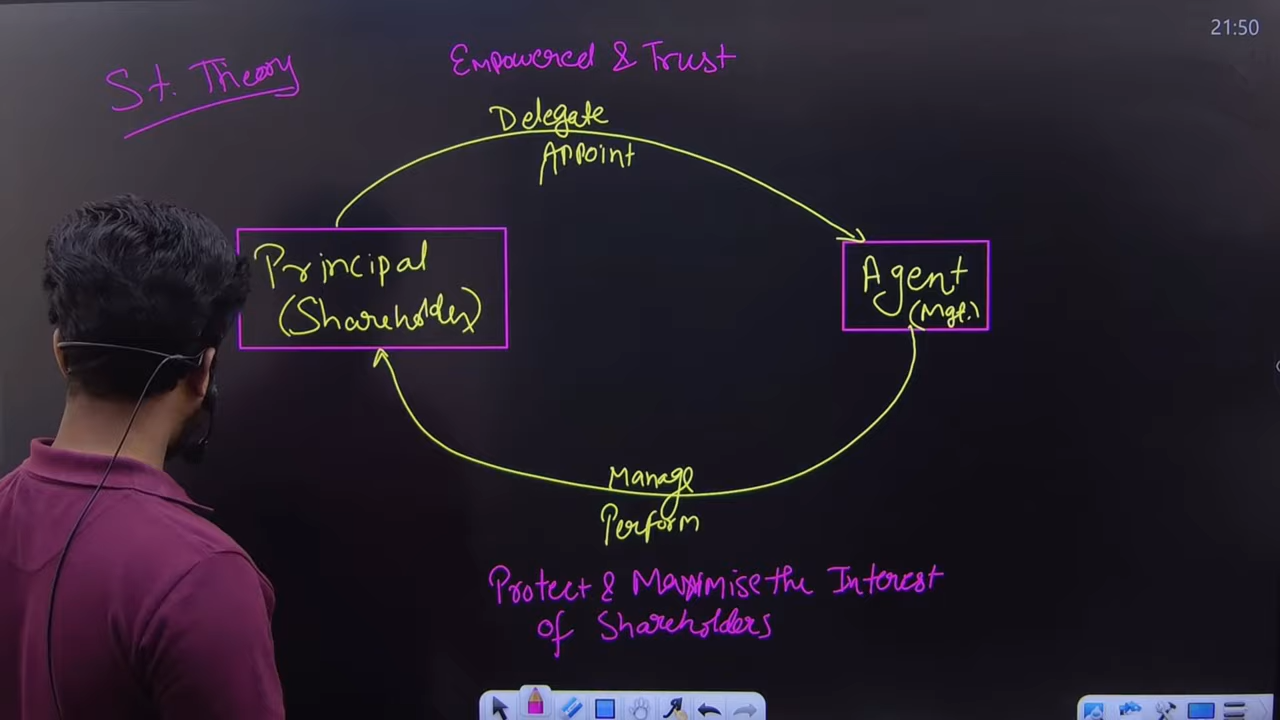 21:50
St. Theory
Empowered & Trust
Delegate
Appoint
Principal
(Shareholder)
Agent
(Mgt.)
Manage
Perform
Protect & Maximise the Interest
of Shareholders